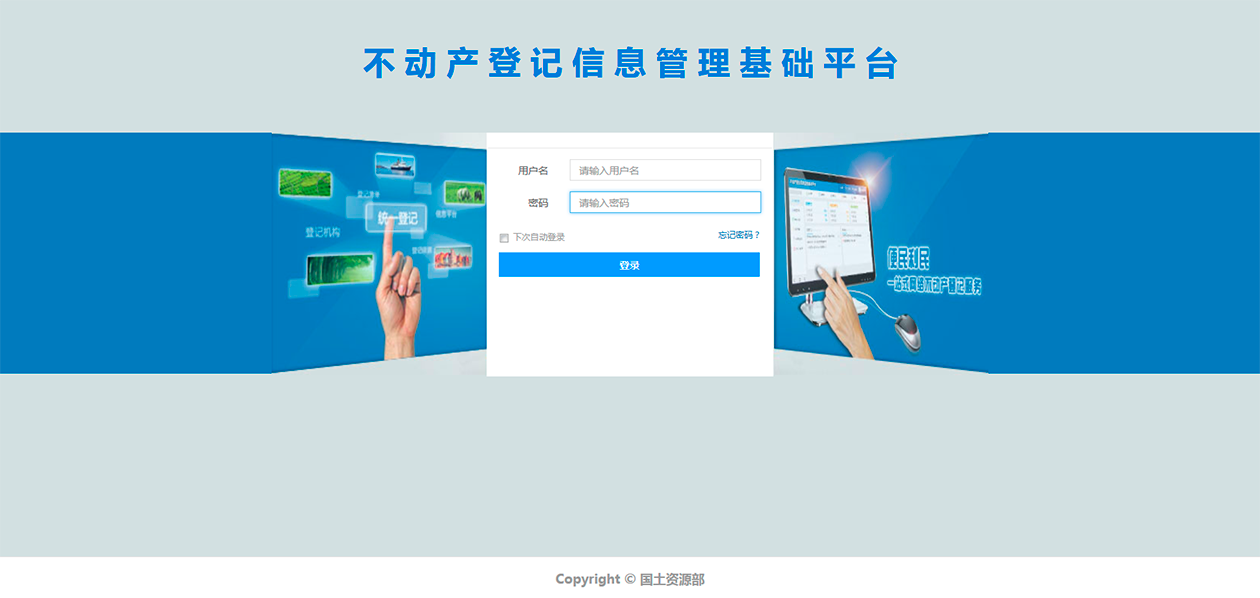 不动产登记信息管理基础平台
登记簿册
信息平台
统一登记
登记机构
登记依据
用户名
请输入用户名
密码
请输入密码
下次自动登录
忘记密码？
登录
便民利民
一站式网络不动产登记服务
Copyright © 国土资源部